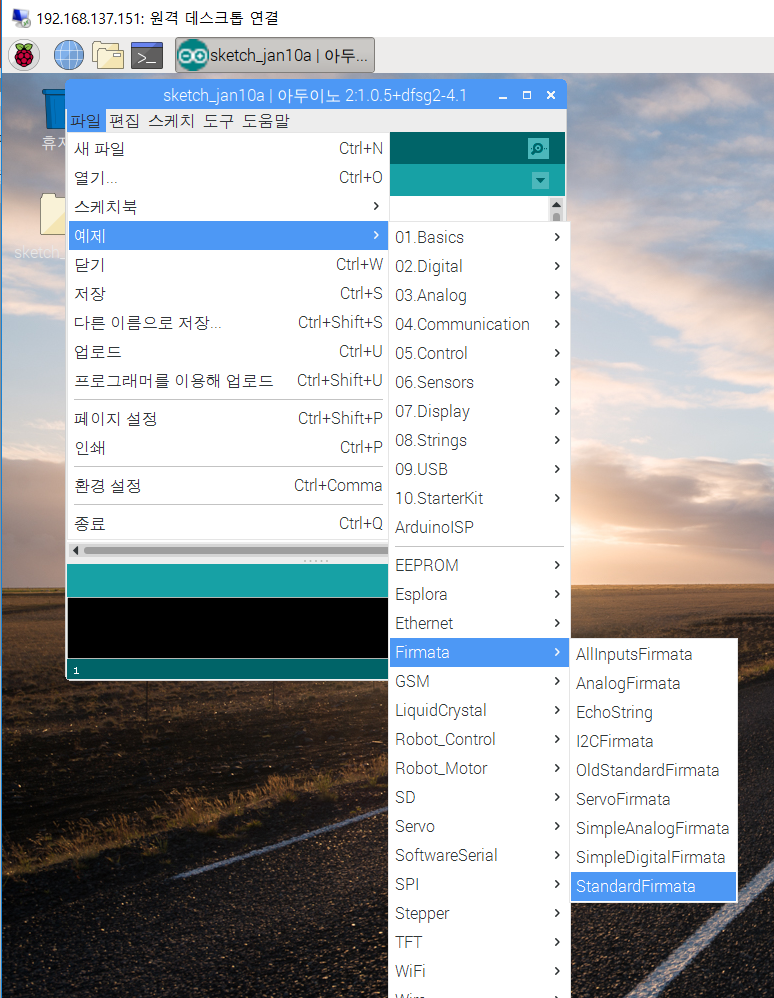 192.168.137.151: 원격 데스크톱 연결
sketch_jan10a | 아두...
sketch_jan10a | 아두이노 2:1.0.5+dfsg2-4.1
파일 편집 스케치 도구 도움말
새 파일 Ctrl+N
열기... Ctrl+O
스케치북
예제
닫기 Ctrl+W
저장 Ctrl+S
다른 이름으로 저장... Ctrl+Shift+S
업로드 Ctrl+U
프로그래머를 이용해 업로드 Ctrl+Shift+U
페이지 설정 Ctrl+Shift+P
인쇄 Ctrl+P
환경 설정 Ctrl+Comma
종료 Ctrl+Q
1
sketch_
01.Basics
02.Digital
03.Analog
04.Communication
05.Control
06.Sensors
07.Display
08.Strings
09.USB
10.StarterKit
ArduinoISP
EEPROM
Esplora
Ethernet
Firmata
GSM
LiquidCrystal
Robot_Control
Robot_Motor
SD
Servo
SoftwareSerial
SPI
Stepper
TFT
WiFi
AllInputsFirmata
AnalogFirmata
EchoString
I2CFirmata
OldStandardFirmata
ServoFirmata
SimpleAnalogFirmata
SimpleDigitalFirmata
StandardFirmata